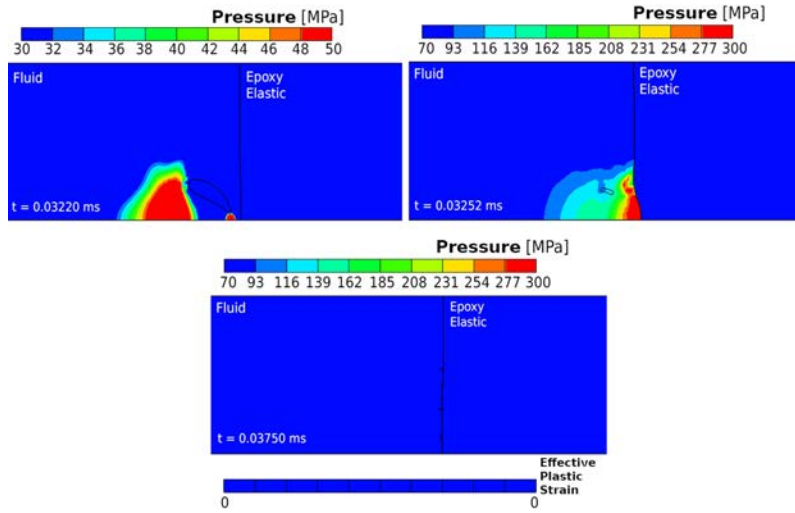 Pressure [MPa]
30 32 34 36 38 40 42 44 46 48 50
Fluid
Epoxy
Elastic
t = 0.03220 ms
Pressure [MPa]
70 93 116 139 162 185 208 231 254 277 300
Fluid
Epoxy
Elastic
t = 0.03252 ms
Pressure [MPa]
70 93 116 139 162 185 208 231 254 277 300
Fluid
Epoxy
Elastic
t = 0.03750 ms
Effective
Plastic
Strain
0 0